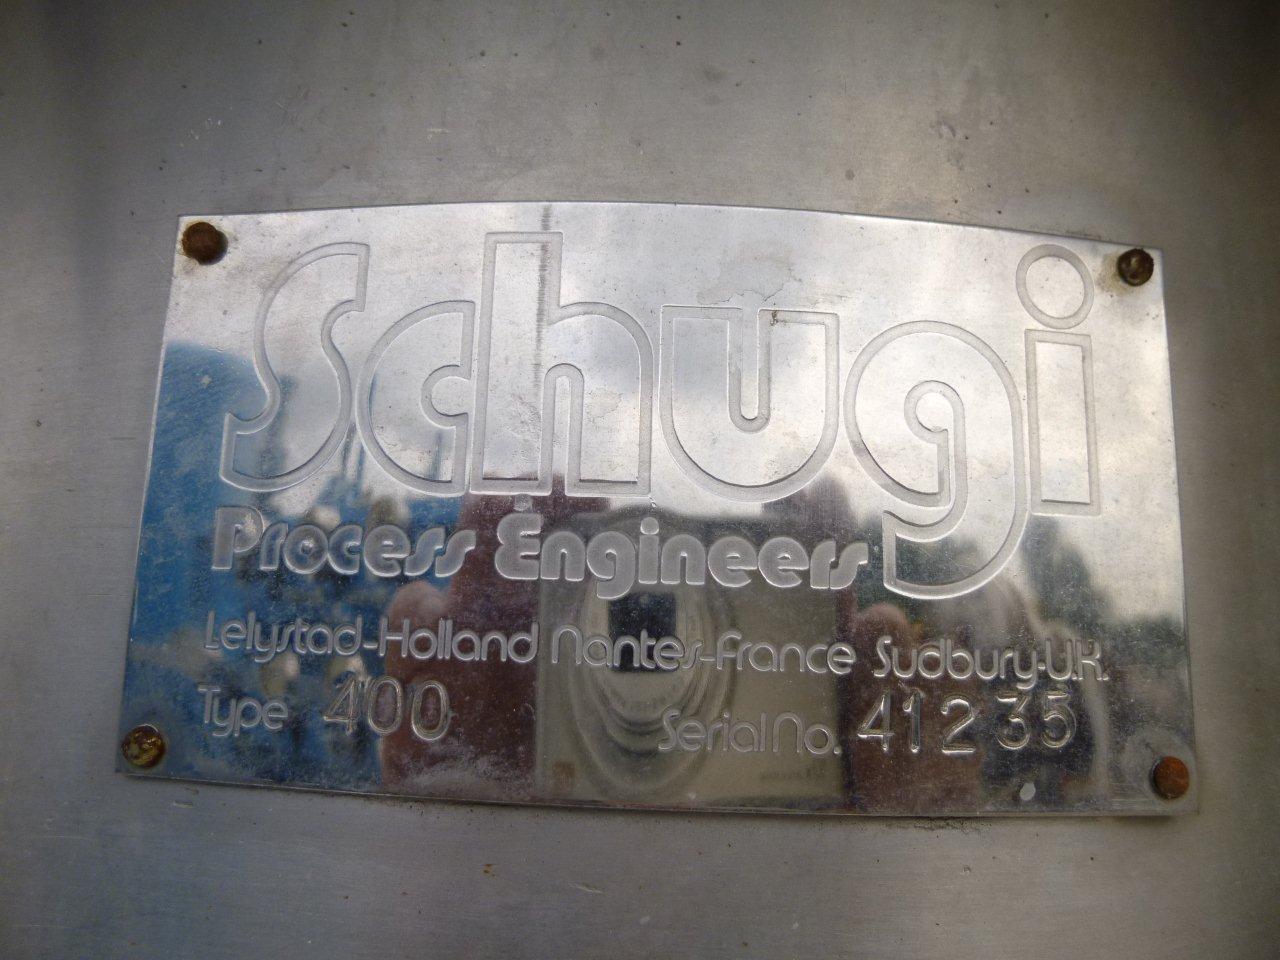 Schugi
Process Engineers
Lelystad-Holland Nantes-France Sudbury-U.K.
Type 400 Serial No. 41235